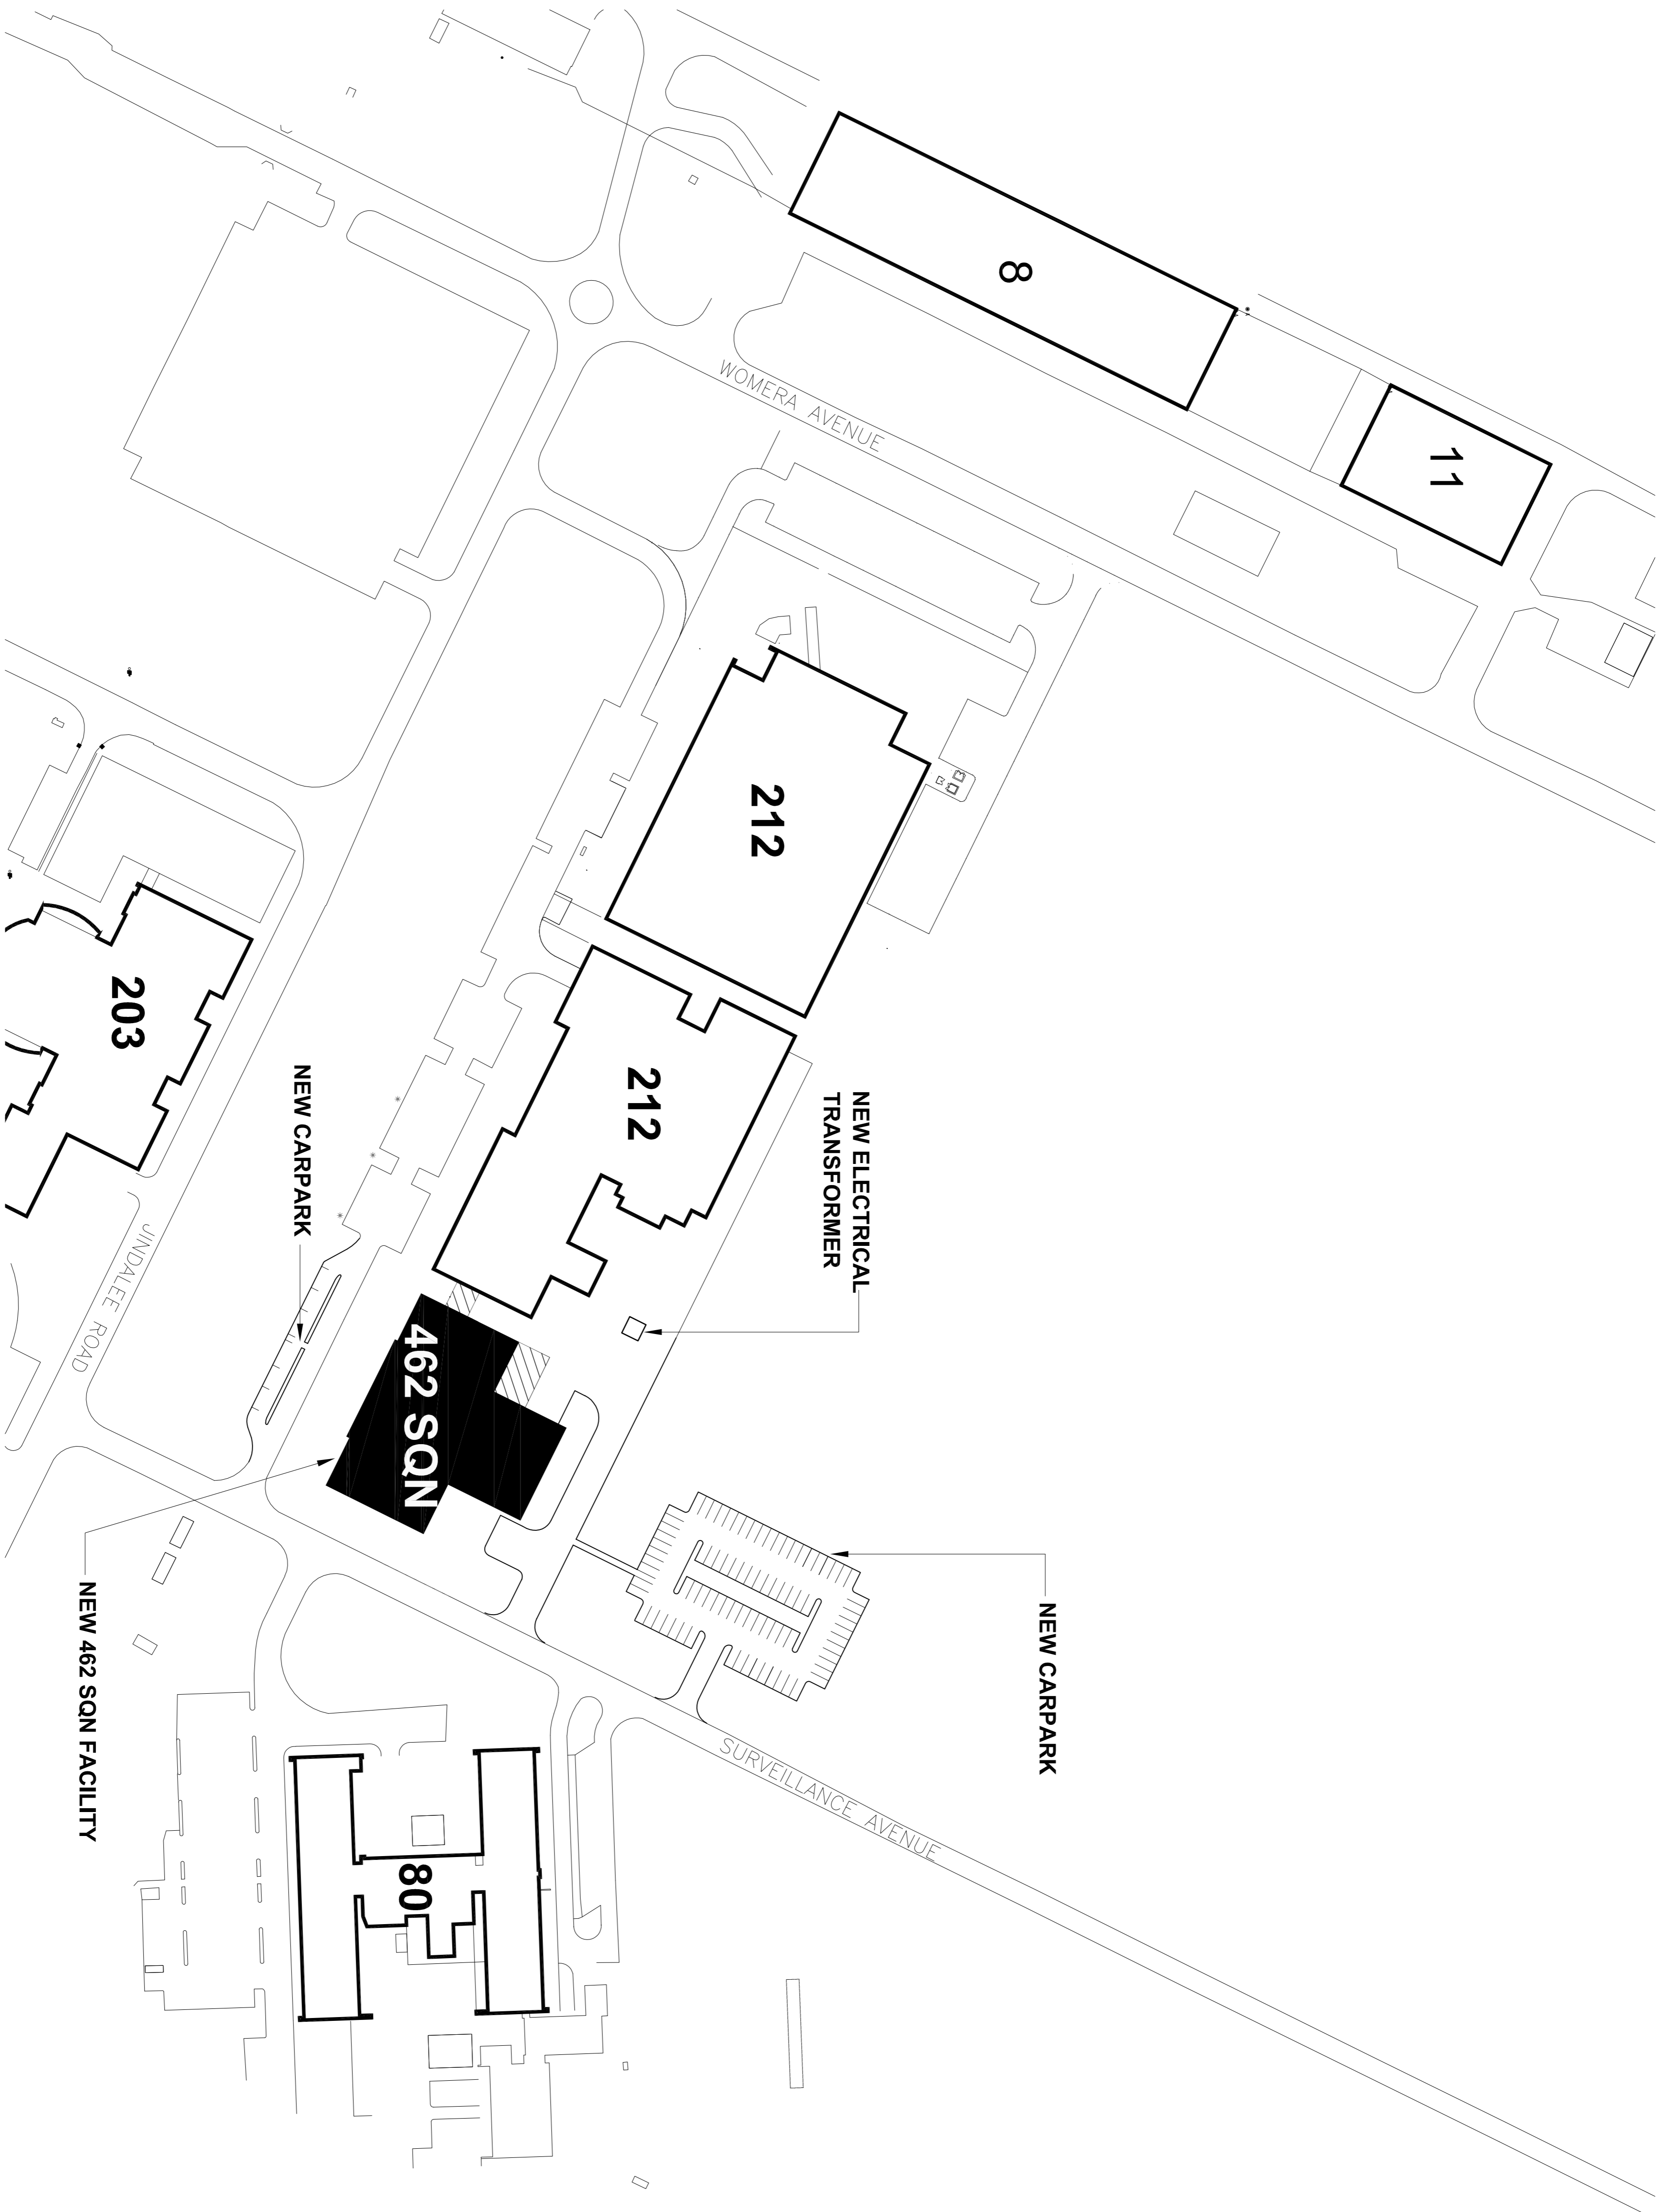 8
11
WOMERA AVENUE
212
212
203
NEW ELECTRICAL
TRANSFORMER
NEW CARPARK
JINDALEE ROAD
462 SQN
NEW CARPARK
NEW 462 SQN FACILITY
SURVEILLANCE AVENUE
80